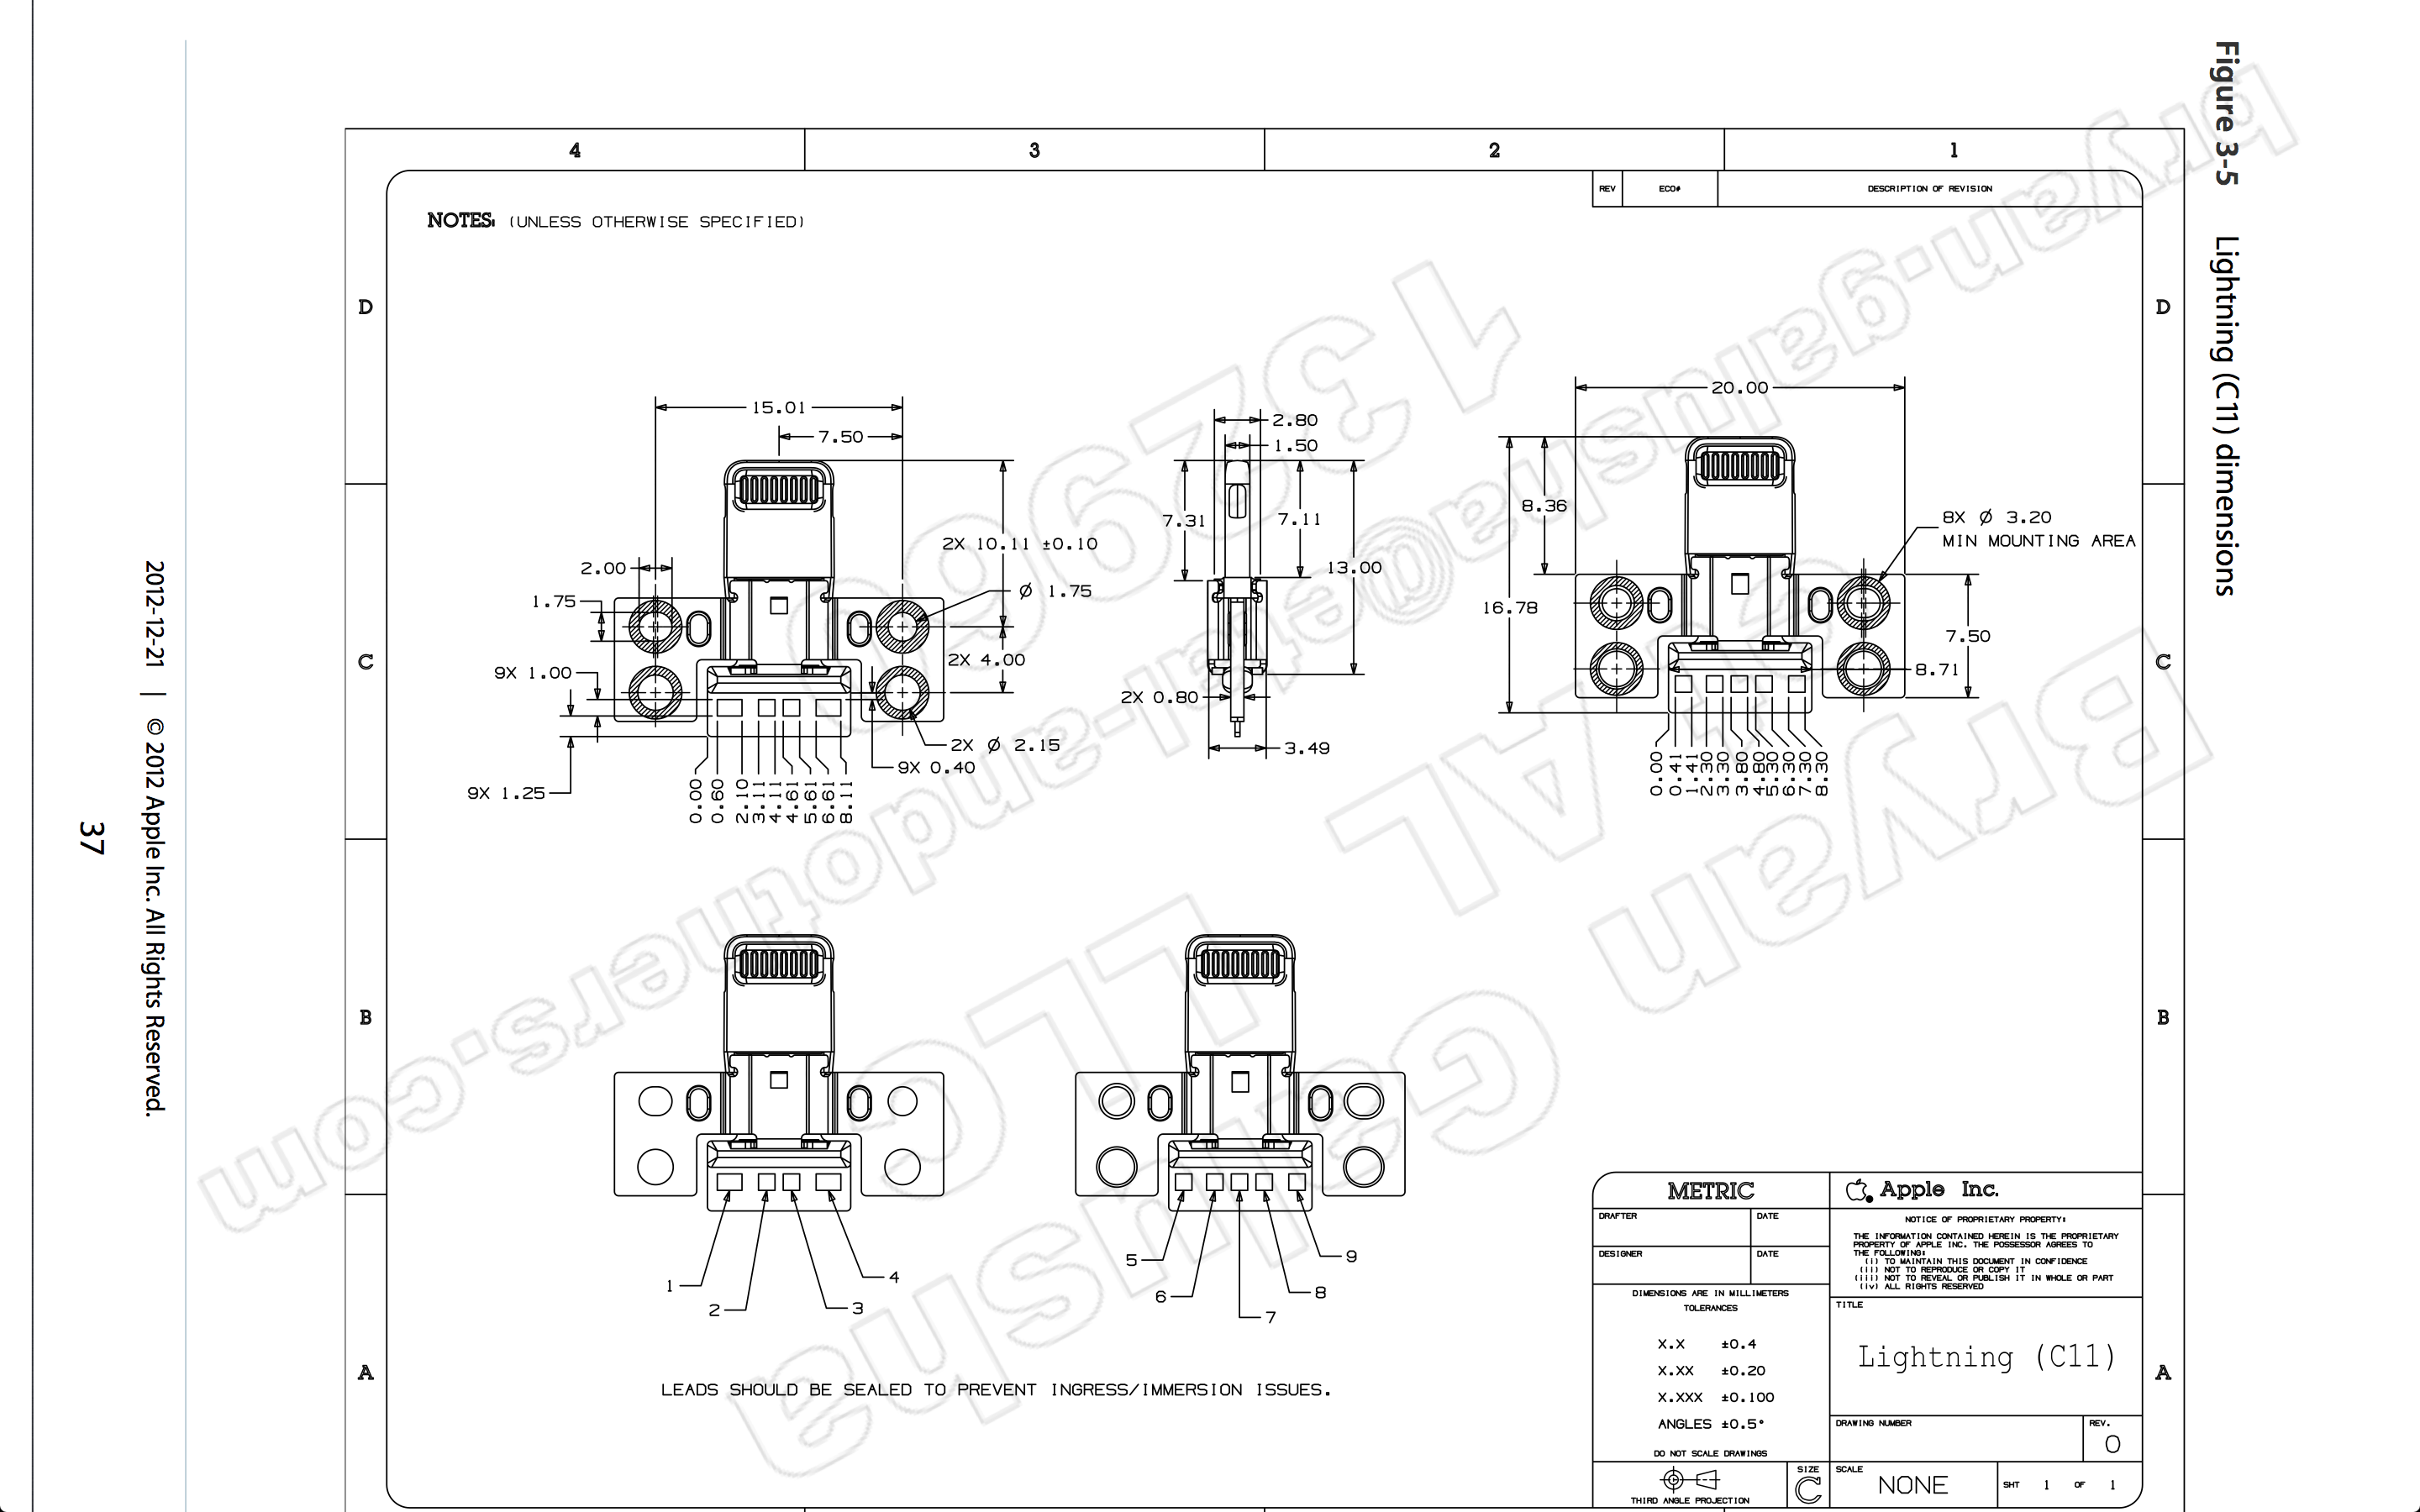 Figure 3-5 Lightning (C11) dimensions
4 3 2 1
REV ECO# DESCRIPTION OF REVISION
NOTES: (UNLESS OTHERWISE SPECIFIED)
D D
20.00
15.01
7.50
2.80
1.50
8.36
7.31
7.11
8X Ø 3.20
MIN MOUNTING AREA
2X 10.11 ±0.10
2.00
13.00
Ø 1.75
1.75
16.78
7.50
C C
2X 4.00
9X 1.00
8.71
2X 0.80
2X Ø 2.15
3.49
9X 0.40
9X 1.25
0.00
0.60
2.10
3.11
4.11
4.61
5.61
6.61
8.11
0.00
0.41
1.41
2.30
3.30
3.80
4.80
5.30
6.30
7.30
8.30
B B
1
2
3
4
5
6
7
8
9
A A
LEADS SHOULD BE SEALED TO PREVENT INGRESS/IMMERSION ISSUES.
METRIC
DRAFTER DATE
DESIGNER DATE
DIMENSIONS ARE IN MILLIMETERS
TOLERANCES
X.X ±0.4
X.XX ±0.20
X.XXX ±0.100
ANGLES ±0.5°
DO NOT SCALE DRAWINGS
THIRD ANGLE PROJECTION
SIZE
C
Apple Inc.
NOTICE OF PROPRIETARY PROPERTY:
THE INFORMATION CONTAINED HEREIN IS THE PROPRIETARY
PROPERTY OF APPLE INC. THE POSSESSOR AGREES TO
THE FOLLOWING:
(i) TO MAINTAIN THIS DOCUMENT IN CONFIDENCE
(ii) NOT TO REPRODUCE OR COPY IT
(iii) NOT TO REVEAL OR PUBLISH IT IN WHOLE OR PART
(iv) ALL RIGHTS RESERVED
TITLE
Lightning (C11)
DRAWING NUMBER
REV.
0
SCALE
NONE
SHT 1 OF 1
2012-12-21 | © 2012 Apple Inc. All Rights Reserved.
37
132960
Bryan Galusha